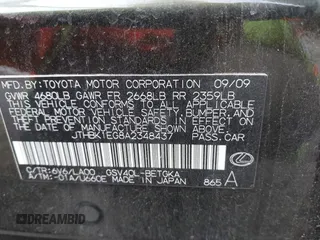 MFD.BY:TOYOTA MOTOR CORPORATION 09/09
GVWR 4680LB GAWR FR 2668LB RR 2359LB
THIS VEHICLE CONFORMS TO ALL APPLICABLE
FEDERAL MOTOR VEHICLE SAFETY, BUMPER, AND
THEFT PREVENTION STANDARDS IN EFFECT ON
THE DATE OF MANUFACTURE SHOWN ABOVE.
JTHBK1EG8A2348437 PASS.CAR
C/TR:6V6/LA00 GSV40L-BETGKA
A/TM:-01A/U660E MADE IN JAPAN 865 A
DREAMBID